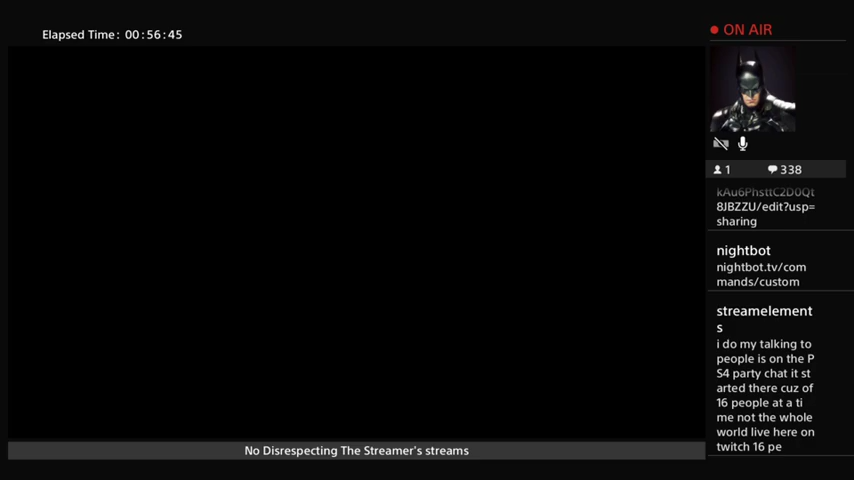 Elapsed Time: 00:56:45
ON AIR
1 338
kAu6PhsttC2D0Qt
8JBZZU/edit?usp=
sharing
nightbot
nightbot.tv/com
mands/custom
streamelement
s
i do my talking to
people is on the P
S4 party chat it st
arted there cuz of
16 people at a ti
me not the whole
world live here on
twitch 16 pe
No Disrespecting The Streamer's streams